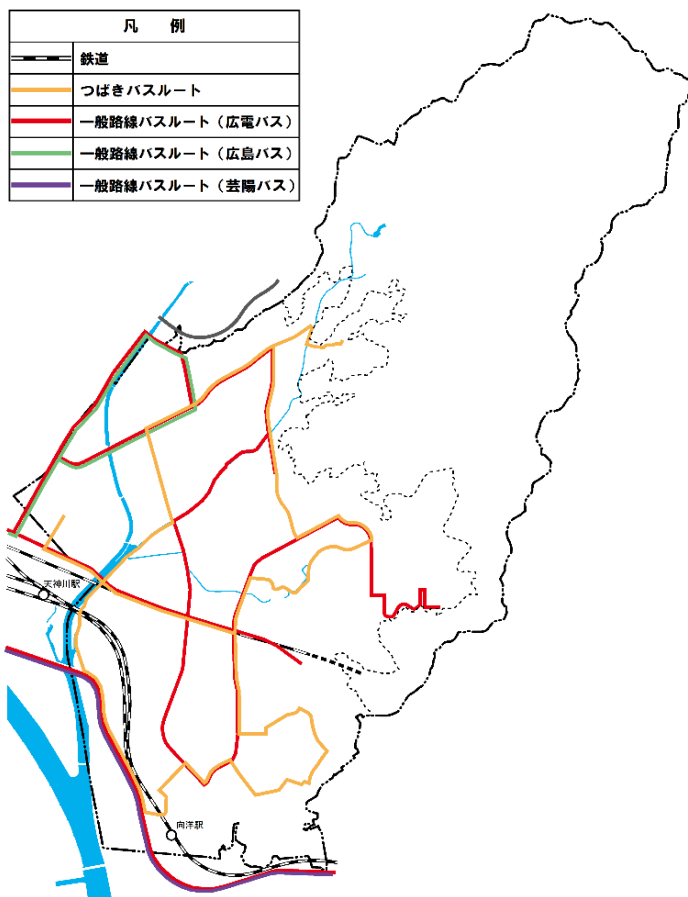 凡 例
鉄道
つばきバスルート
一般路線バスルート（広電バス）
一般路線バスルート（広島バス）
一般路線バスルート（芸陽バス）
天神川駅
向洋駅